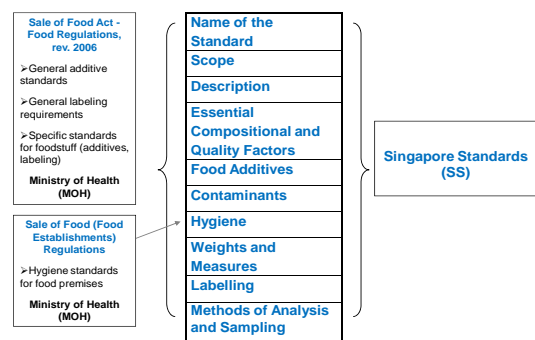 Sale of Food Act -
Food Regulations,
rev. 2006
➢General additive
standards
➢General labeling
requirements
➢Specific standards
for foodstuff (additives,
labeling)
Ministry of Health
(MOH)
Sale of Food (Food
Establishments)
Regulations
➢Hygiene standards
for food premises
Ministry of Health
(MOH)
Name of the
Standard
Scope
Description
Essential
Compositional and
Quality Factors
Food Additives
Contaminants
Hygiene
Weights and
Measures
Labelling
Methods of Analysis
and Sampling
Singapore Standards
(SS)